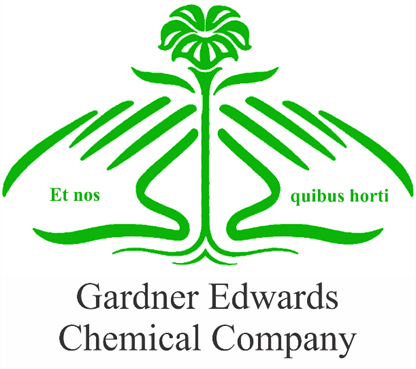 Et nos quibus horti
Gardner Edwards
Chemical Company